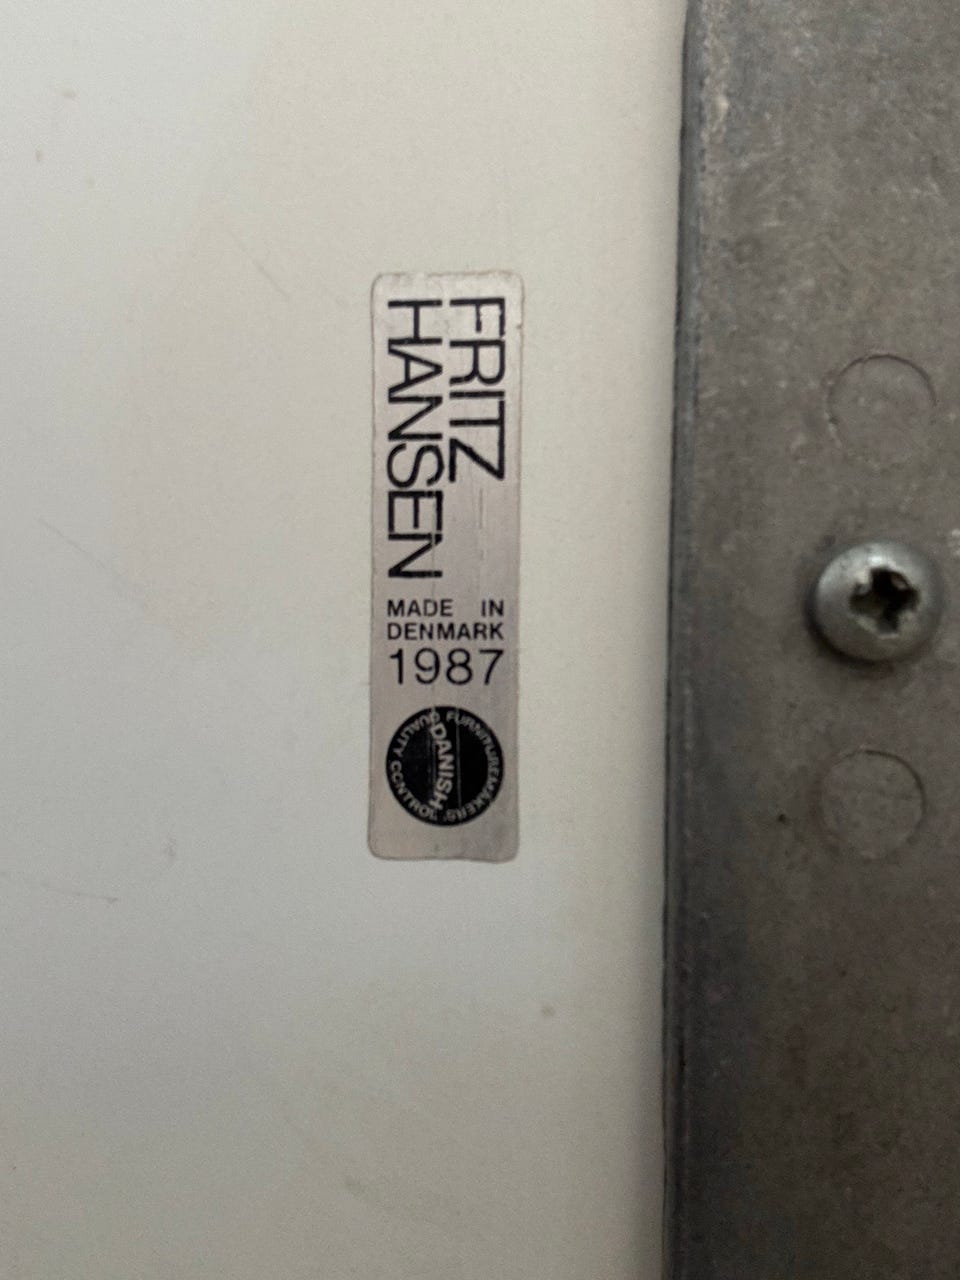 FRITZ
HANSEN
MADE IN
DENMARK
1987
FURNITUREMAKERS'
DANISH
QUALITY CONTROL